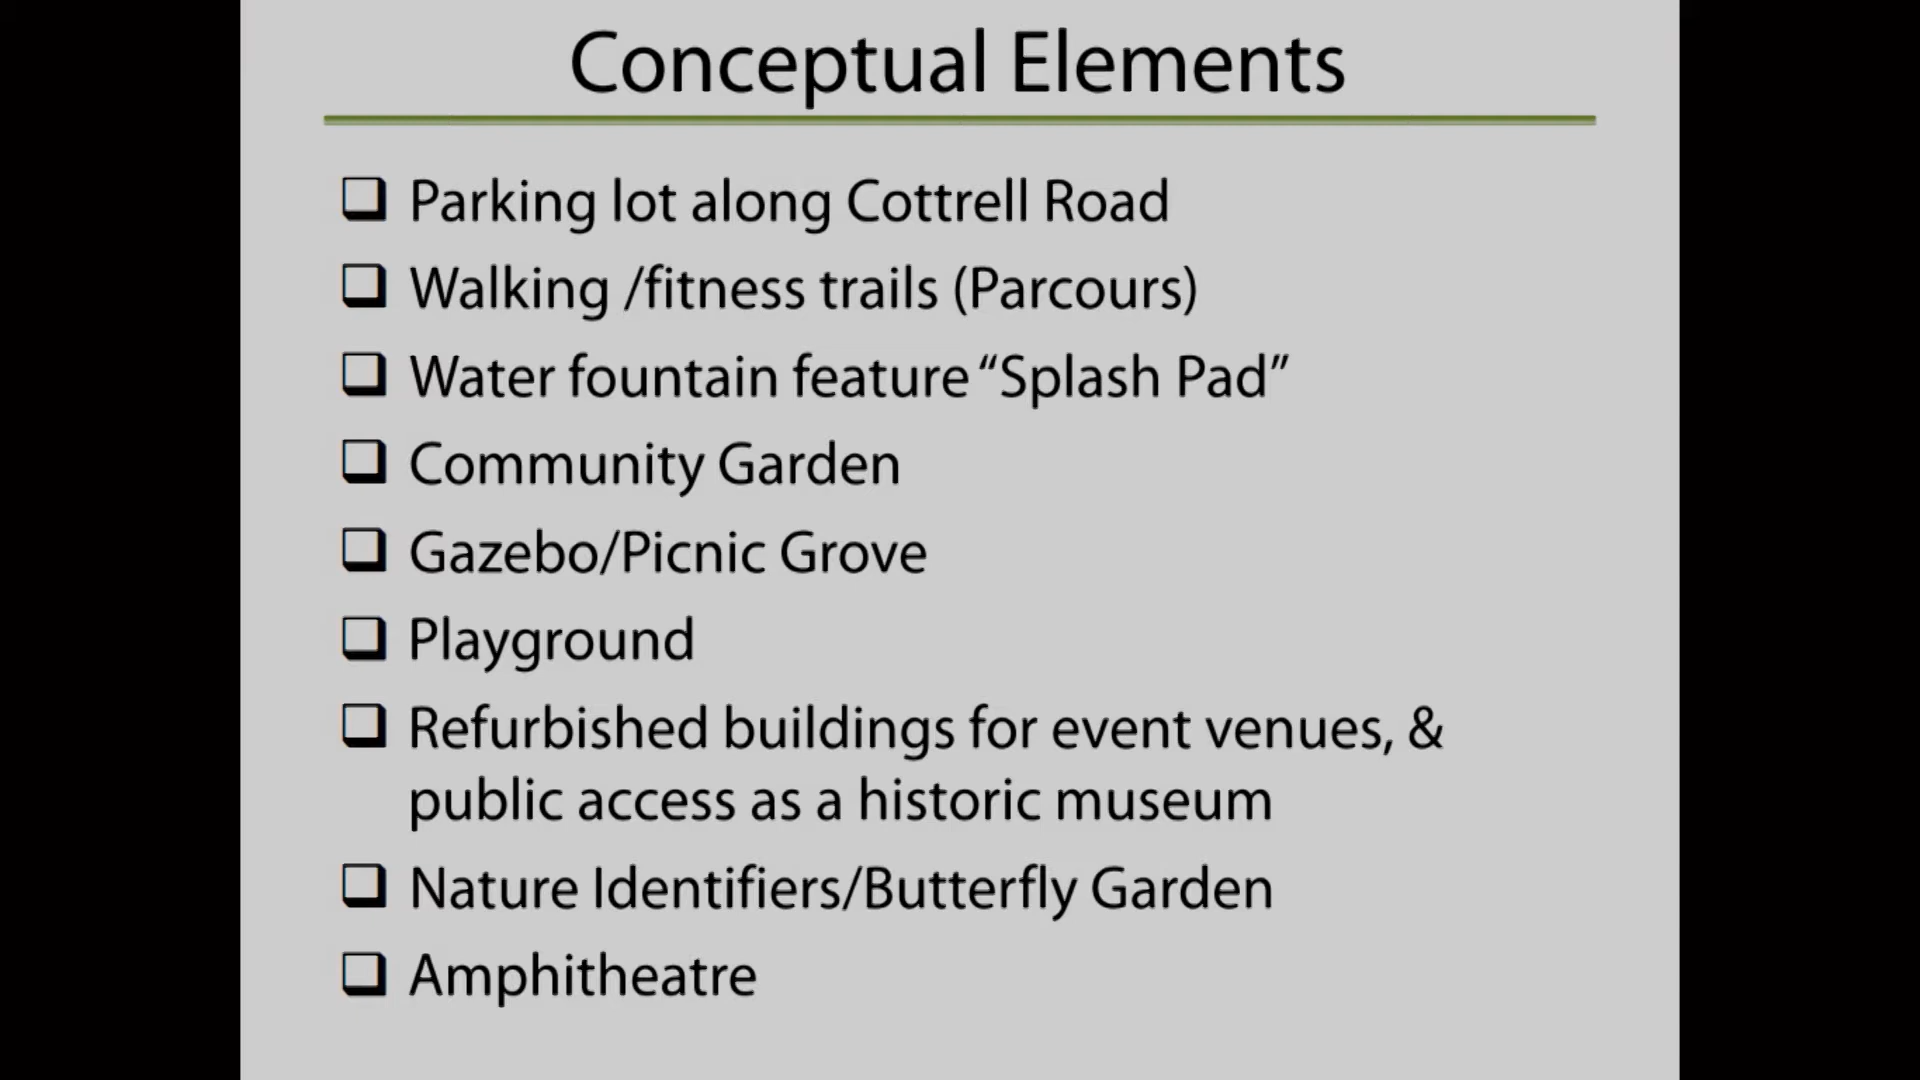 Conceptual Elements
❑ Parking lot along Cottrell Road
❑ Walking /fitness trails (Parcours)
❑ Water fountain feature “Splash Pad”
❑ Community Garden
❑ Gazebo/Picnic Grove
❑ Playground
❑ Refurbished buildings for event venues, &
public access as a historic museum
❑ Nature Identifiers/Butterfly Garden
❑ Amphitheatre